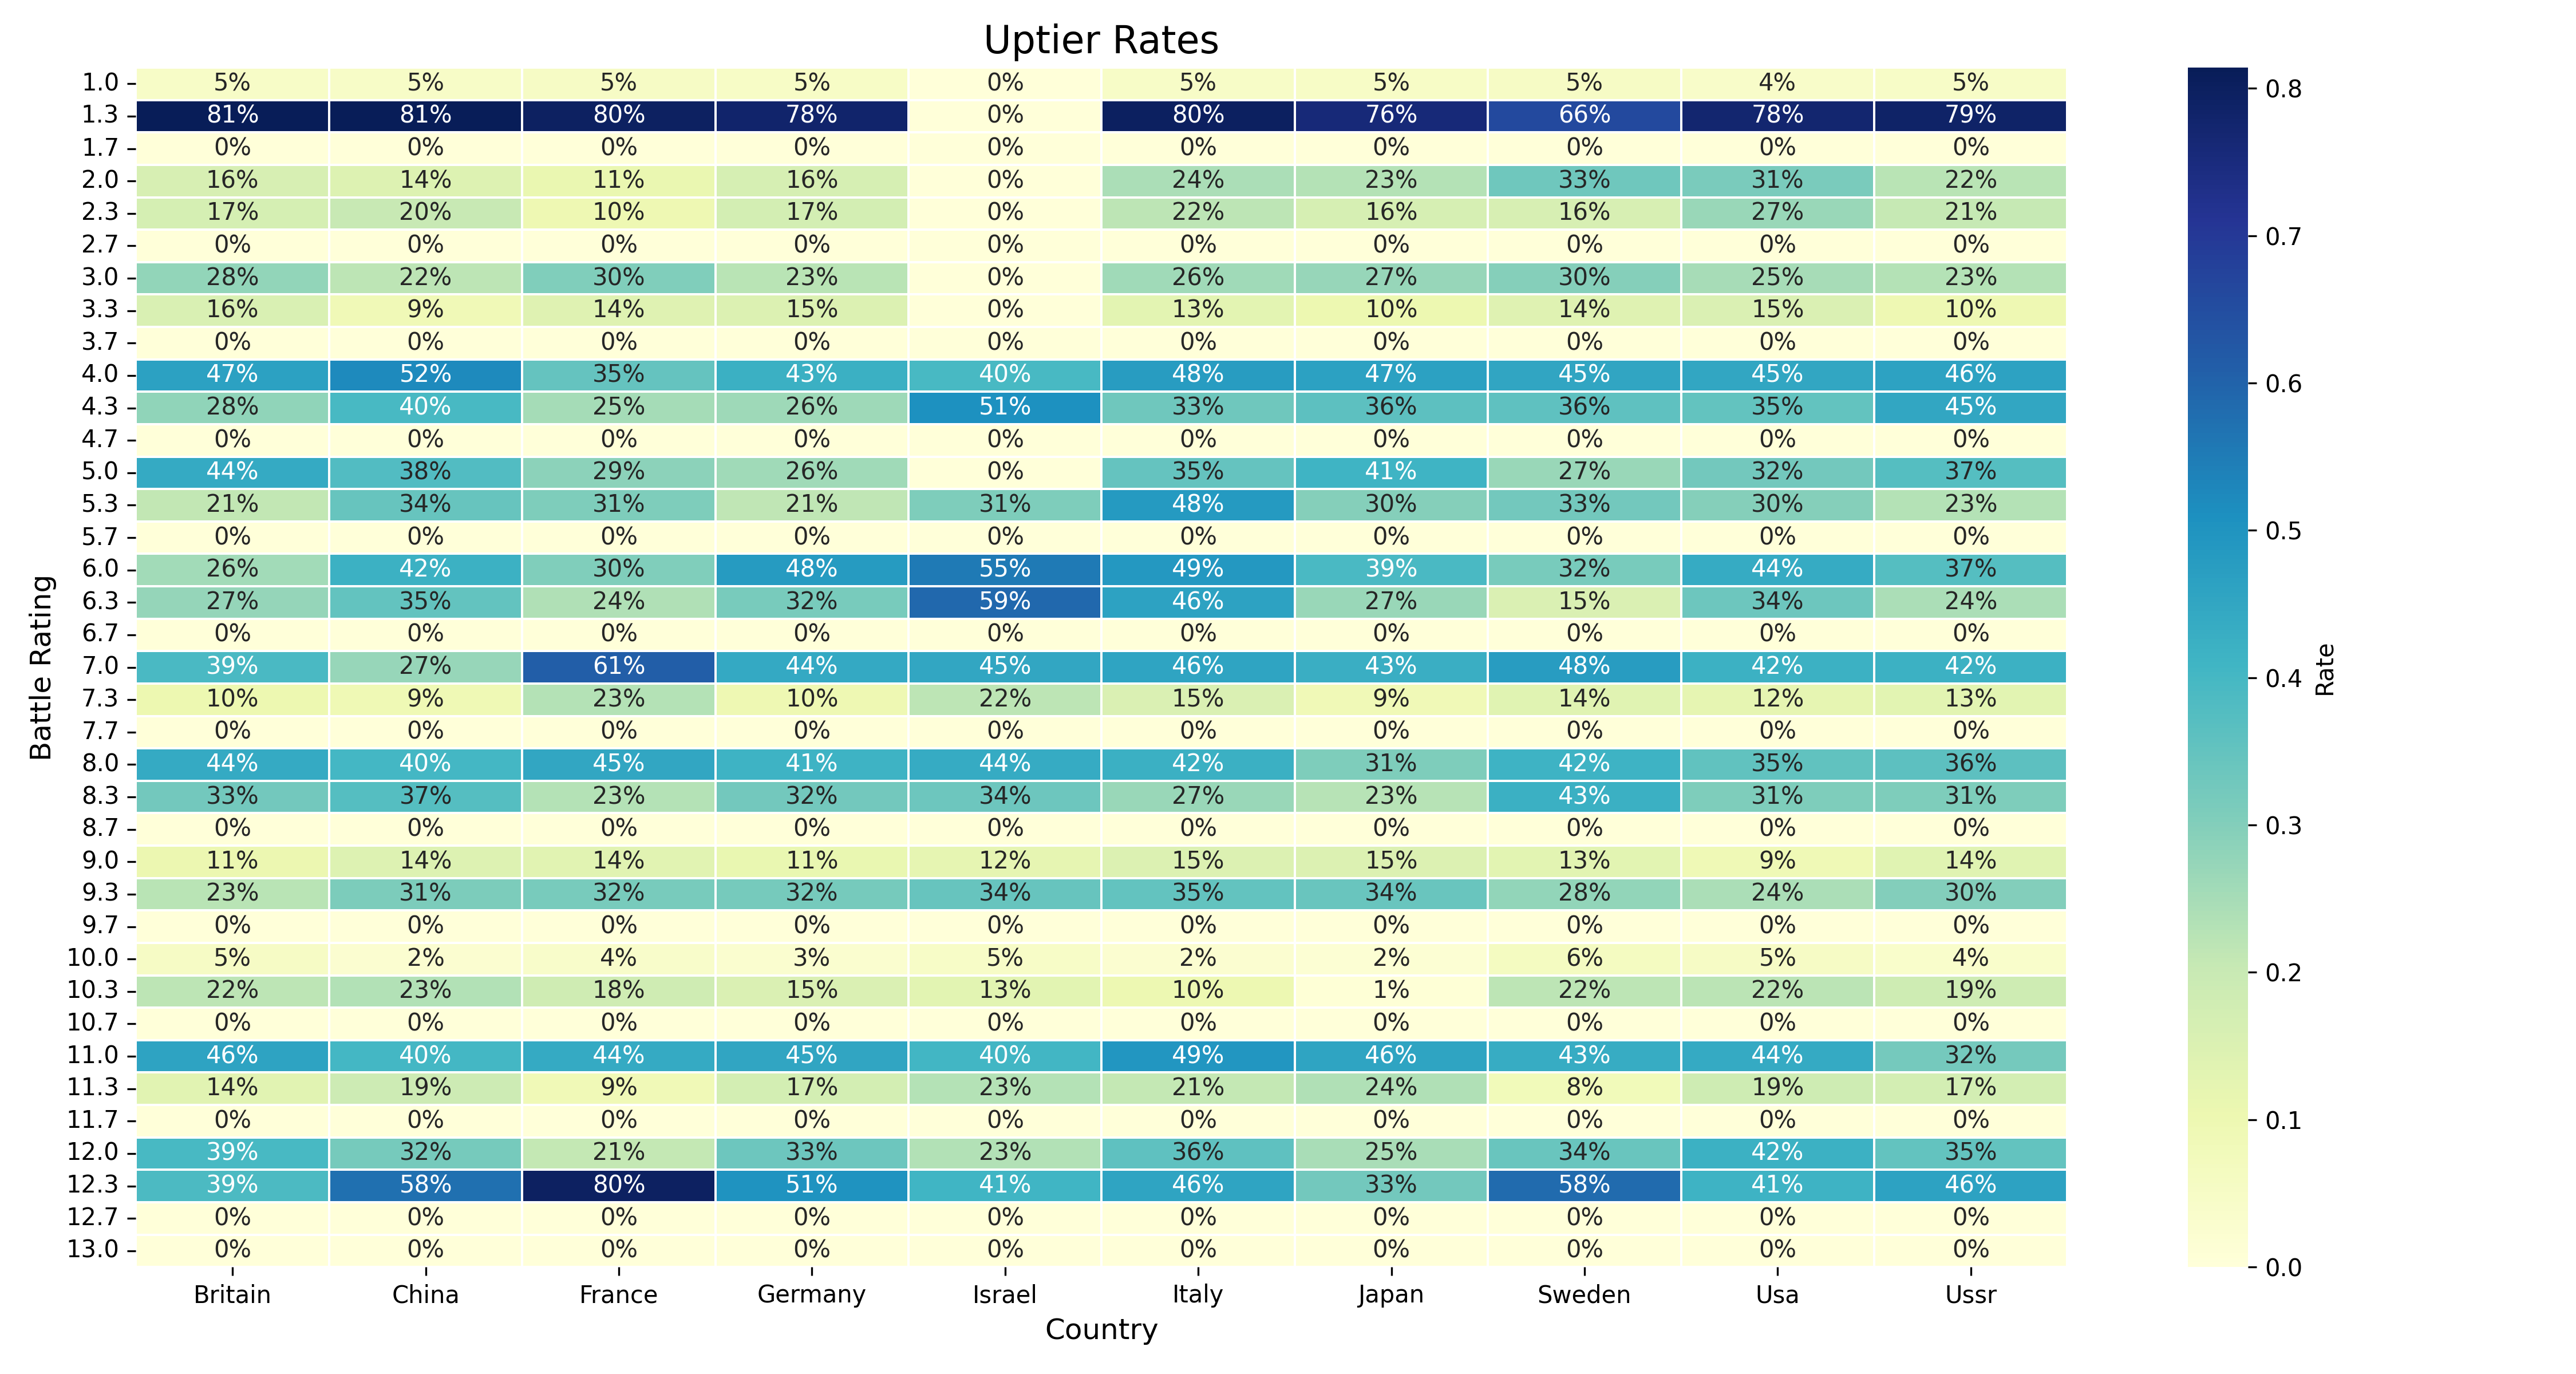 Uptier Rates
1.0 5% 5% 5% 5% 0% 5% 5% 5% 4% 5%
1.3 81% 81% 80% 78% 0% 80% 76% 66% 78% 79%
1.7 0% 0% 0% 0% 0% 0% 0% 0% 0% 0%
2.0 16% 14% 11% 16% 0% 24% 23% 33% 31% 22%
2.3 17% 20% 10% 17% 0% 22% 16% 16% 27% 21%
2.7 0% 0% 0% 0% 0% 0% 0% 0% 0% 0%
3.0 28% 22% 30% 23% 0% 26% 27% 30% 25% 23%
3.3 16% 9% 14% 15% 0% 13% 10% 14% 15% 10%
3.7 0% 0% 0% 0% 0% 0% 0% 0% 0% 0%
4.0 47% 52% 35% 43% 40% 48% 47% 45% 45% 46%
4.3 28% 40% 25% 26% 51% 33% 36% 36% 35% 45%
4.7 0% 0% 0% 0% 0% 0% 0% 0% 0% 0%
5.0 44% 38% 29% 26% 0% 35% 41% 27% 32% 37%
5.3 21% 34% 31% 21% 31% 48% 30% 33% 30% 23%
5.7 0% 0% 0% 0% 0% 0% 0% 0% 0% 0%
6.0 26% 42% 30% 48% 55% 49% 39% 32% 44% 37%
6.3 27% 35% 24% 32% 59% 46% 27% 15% 34% 24%
6.7 0% 0% 0% 0% 0% 0% 0% 0% 0% 0%
7.0 39% 27% 61% 44% 45% 46% 43% 48% 42% 42%
7.3 10% 9% 23% 10% 22% 15% 9% 14% 12% 13%
7.7 0% 0% 0% 0% 0% 0% 0% 0% 0% 0%
8.0 44% 40% 45% 41% 44% 42% 31% 42% 35% 36%
8.3 33% 37% 23% 32% 34% 27% 23% 43% 31% 31%
8.7 0% 0% 0% 0% 0% 0% 0% 0% 0% 0%
9.0 11% 14% 14% 11% 12% 15% 15% 13% 9% 14%
9.3 23% 31% 32% 32% 34% 35% 34% 28% 24% 30%
9.7 0% 0% 0% 0% 0% 0% 0% 0% 0% 0%
10.0 5% 2% 4% 3% 5% 2% 2% 6% 5% 4%
10.3 22% 23% 18% 15% 13% 10% 1% 22% 22% 19%
10.7 0% 0% 0% 0% 0% 0% 0% 0% 0% 0%
11.0 46% 40% 44% 45% 40% 49% 46% 43% 44% 32%
11.3 14% 19% 9% 17% 23% 21% 24% 8% 19% 17%
11.7 0% 0% 0% 0% 0% 0% 0% 0% 0% 0%
12.0 39% 32% 21% 33% 23% 36% 25% 34% 42% 35%
12.3 39% 58% 80% 51% 41% 46% 33% 58% 41% 46%
12.7 0% 0% 0% 0% 0% 0% 0% 0% 0% 0%
13.0 0% 0% 0% 0% 0% 0% 0% 0% 0% 0%
Britain China France Germany Israel Italy Japan Sweden Usa Ussr
Country
Battle Rating
0.8
0.7
0.6
0.5
0.4
0.3
0.2
0.1
0.0
Rate